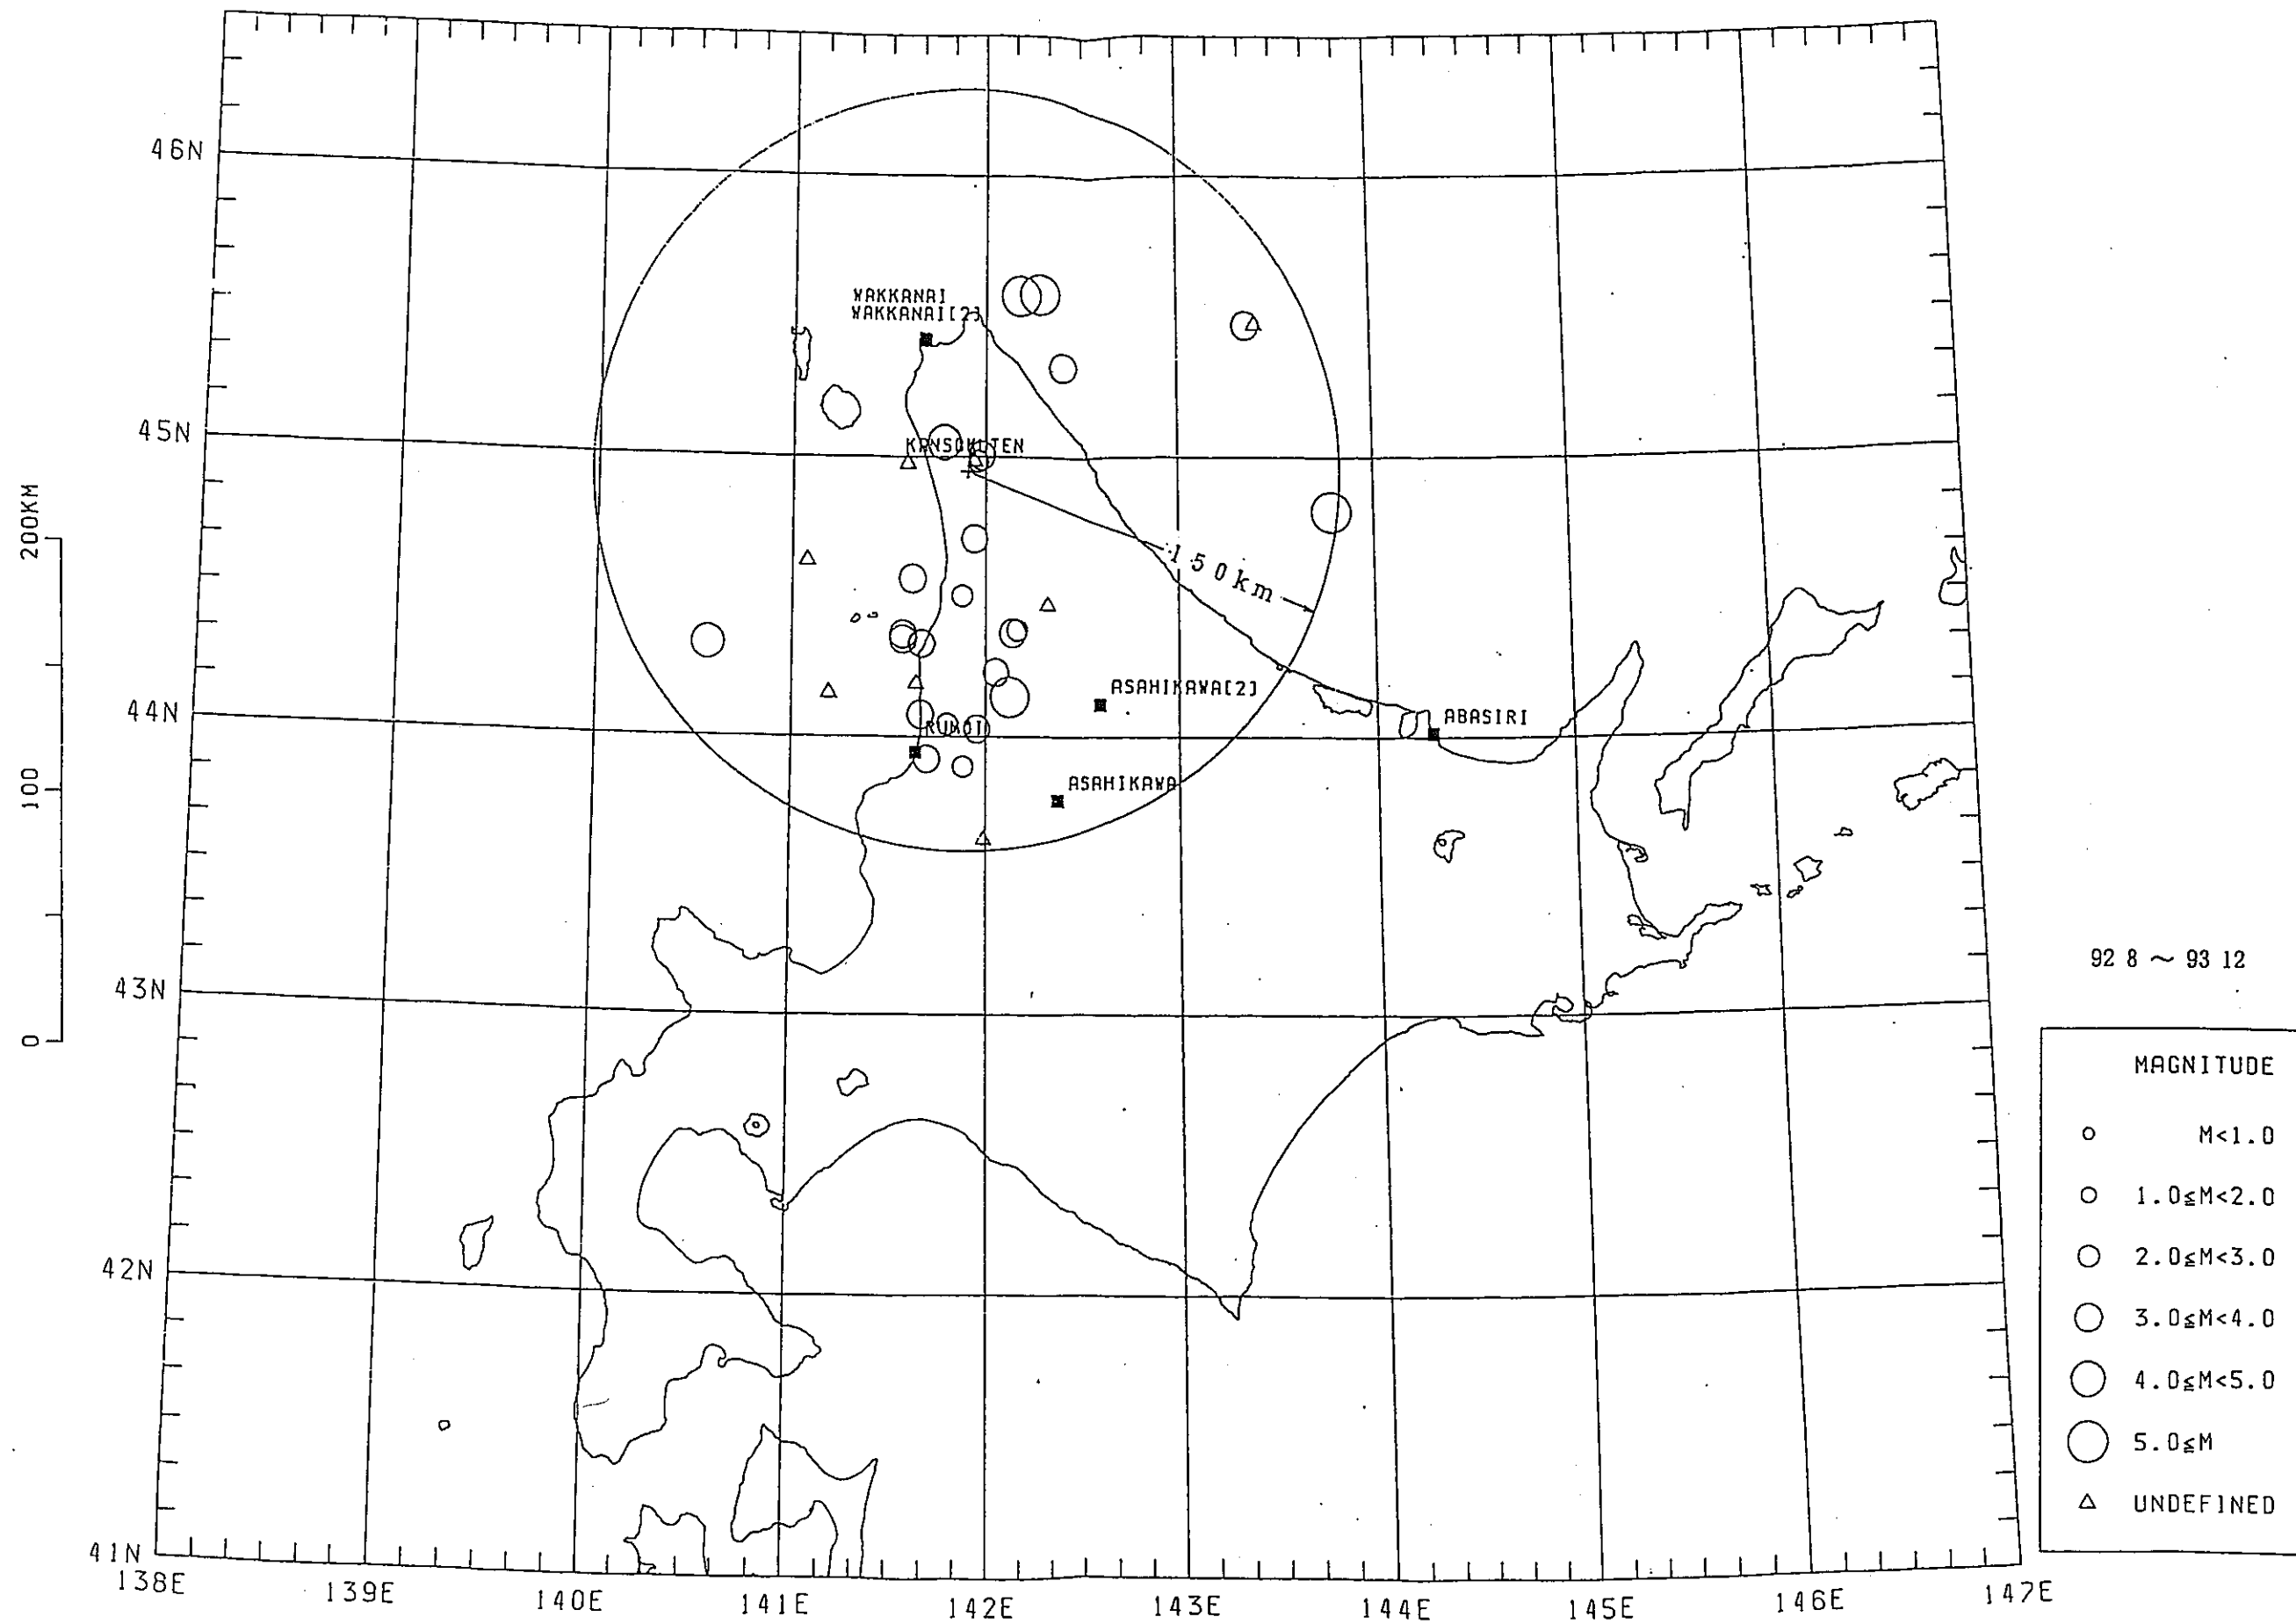 46N
45N
44N
43N
42N
41N
138E
139E
140E
141E
142E
143E
144E
145E
146E
147E
200KM
100
0
WAKKANAI
WAKKANAI[2]
KANSOKUTEN
150km
ASAHIKAWA[2]
ABASIRI
RUMOI
ASAHIKAWA
92 8 ～ 93 12
MAGNITUDE
M<1.0
1.0≦M<2.0
2.0≦M<3.0
3.0≦M<4.0
4.0≦M<5.0
5.0≦M
UNDEFINED